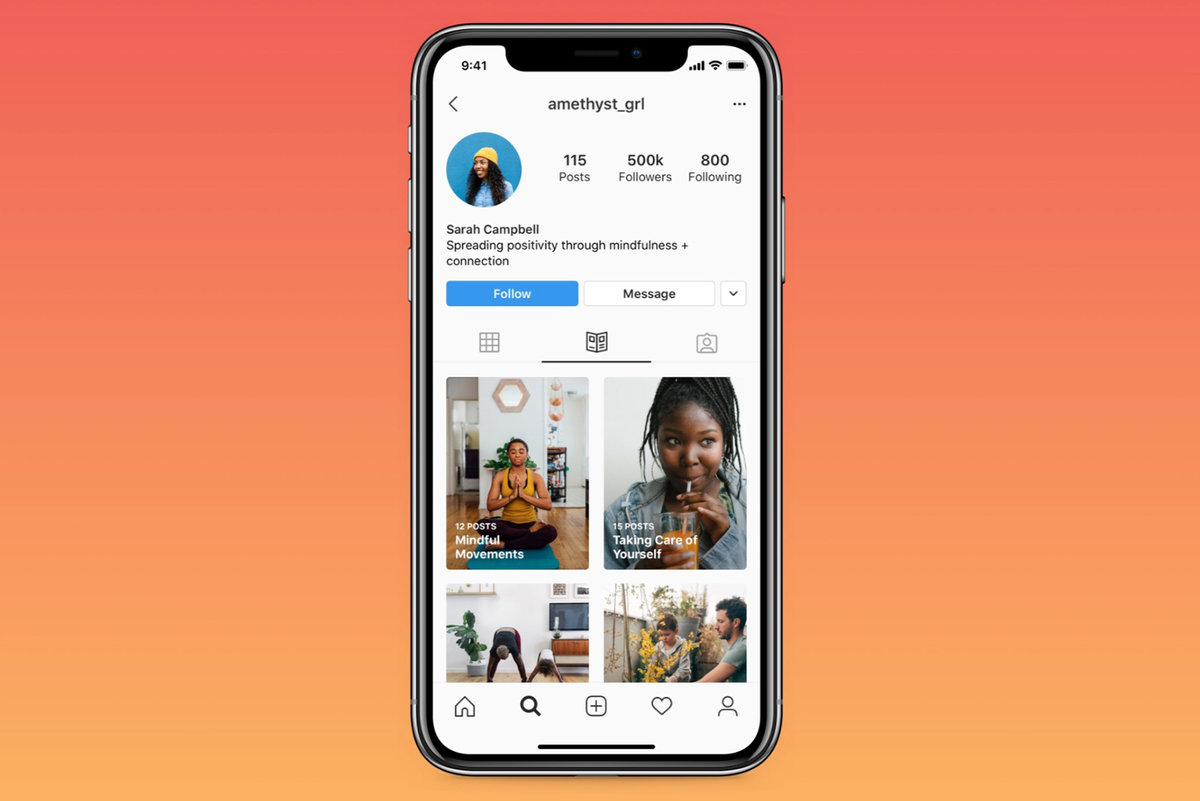 9:41
amethyst_grl
115 500k 800
Posts Followers Following
Sarah Campbell
Spreading positivity through mindfulness +
connection
Follow Message
12 POSTS
Mindful
Movements
15 POSTS
Taking Care of
Yourself